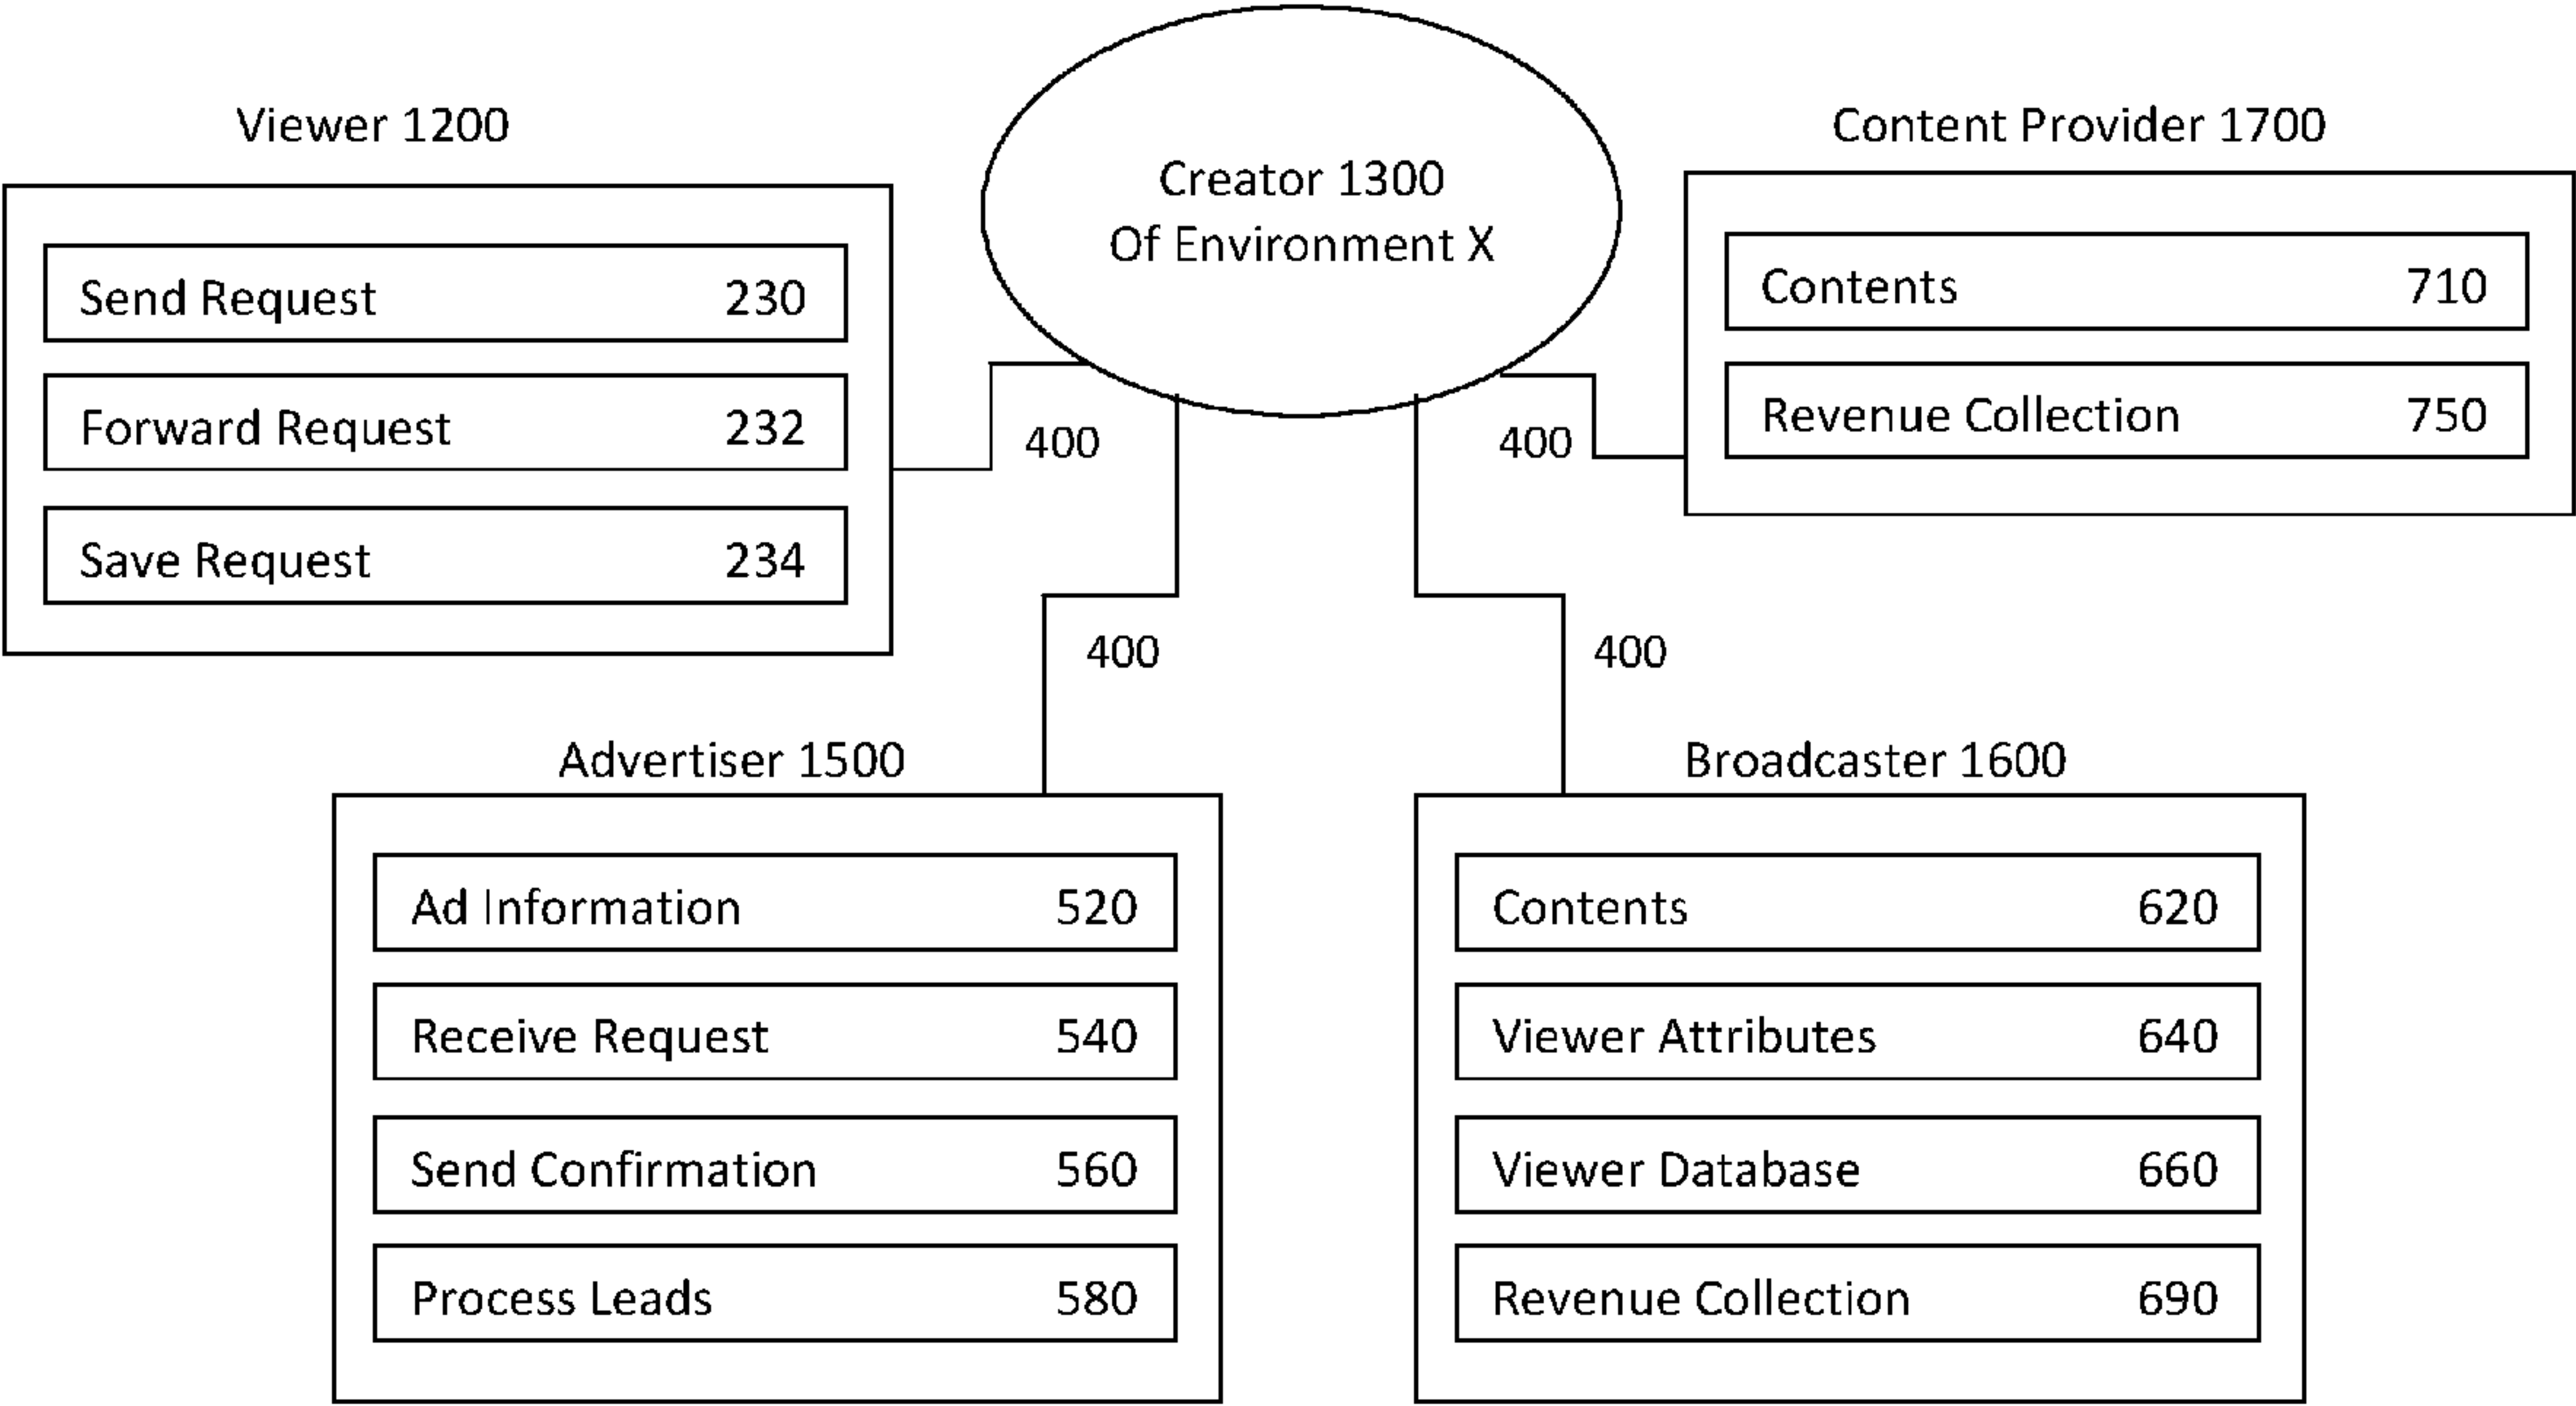 Viewer 1200
Send Request 230
Forward Request 232
Save Request 234
Creator 1300
Of Environment X
Content Provider 1700
Contents 710
Revenue Collection 750
400
400
400
400
Advertiser 1500
Ad Information 520
Receive Request 540
Send Confirmation 560
Process Leads 580
Broadcaster 1600
Contents 620
Viewer Attributes 640
Viewer Database 660
Revenue Collection 690